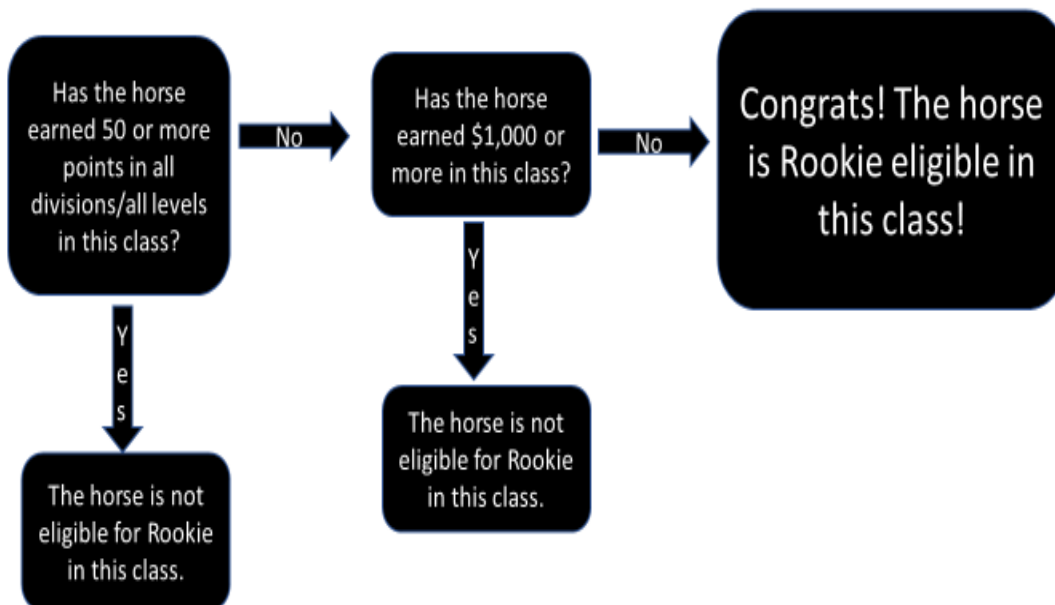 Has the horse
earned 50 or more
points in all
divisions/all levels
in this class?
No
Has the horse
earned $1,000 or
more in this class?
No
Congrats! The horse
is Rookie eligible in
this class!
Yes
The horse is not
eligible for Rookie
in this class.
Yes
The horse is not
eligible for Rookie
in this class.